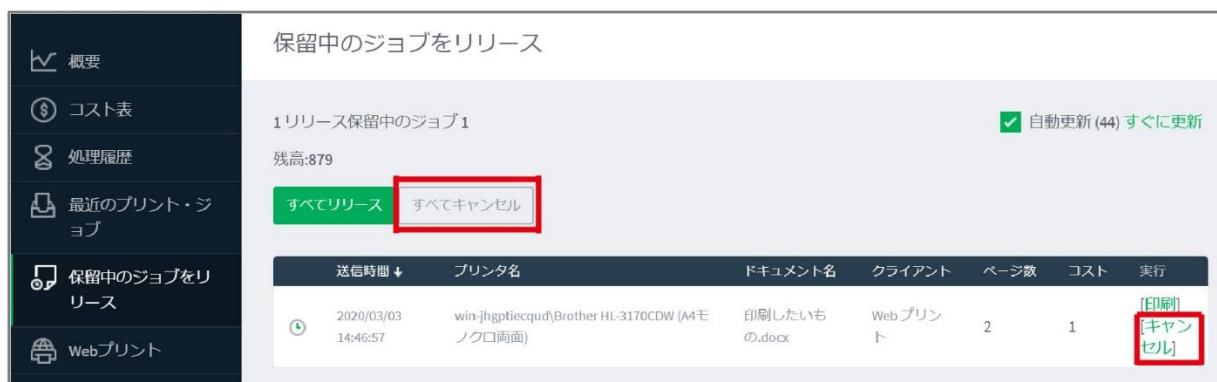 保留中のジョブをリリース
概要
コスト表
処理履歴
最近のプリント・ジ
ョブ
保留中のジョブをリ
リース
Webプリント
1リリース保留中のジョブ1
自動更新(44) すぐに更新
残高:879
すべてリリース すべてキャンセル
送信時間 プリンタ名 ドキュメント名 クライアント ページ数 コスト 実行
2020/03/03
14:46:57
win-jhgptiecqud\Brother HL-3170CDW (A4モ
ノクロ両面)
印刷したいも
の.docx
Webプリン
ト
2
1
[印刷]
[キャン
セル]